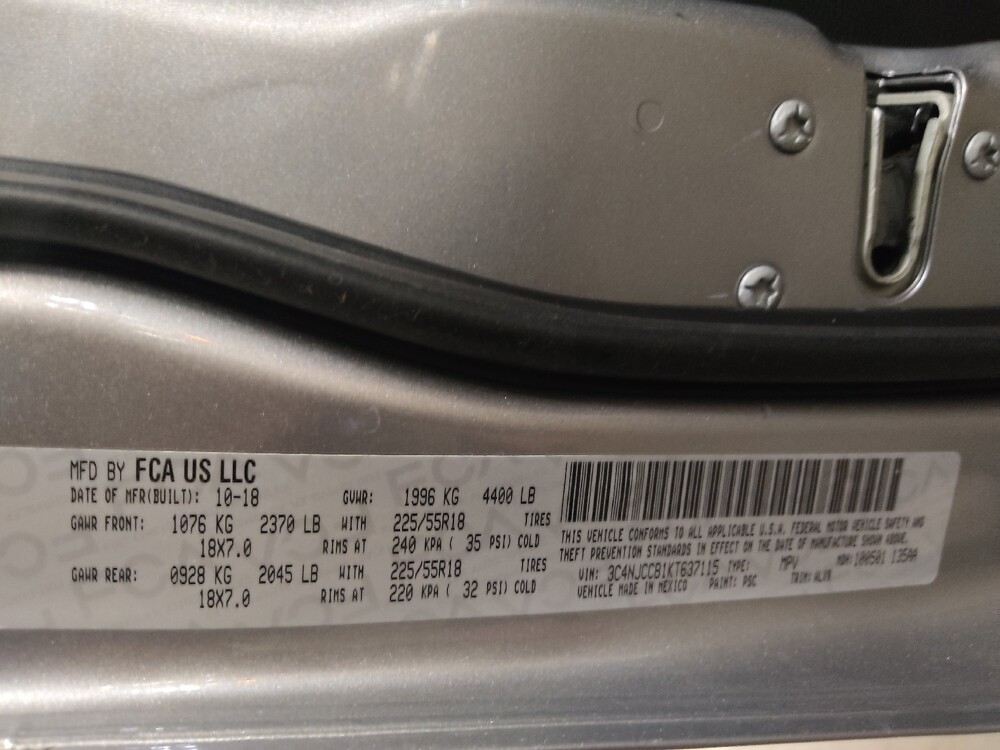 MFD BY FCA US LLC
DATE OF MFR(BUILT): 10-18 GVWR: 1996 KG 4400 LB
GAWR FRONT: 1076 KG 2370 LB WITH 225/55R18 TIRES
18X7.0 RIMS AT 240 KPA ( 35 PSI) COLD
GAWR REAR: 0928 KG 2045 LB WITH 225/55R18 TIRES
18X7.0 RIMS AT 220 KPA ( 32 PSI) COLD
THIS VEHICLE CONFORMS TO ALL APPLICABLE U.S.A. FEDERAL MOTOR VEHICLE SAFETY AND
THEFT PREVENTION STANDARDS IN EFFECT ON THE DATE OF MANUFACTURE SHOWN ABOVE.
VIN: 3C4NJCCB1KT637115 TYPE: MPV MDH: 100501 135AA
VEHICLE MADE IN MEXICO PAINT: PSC TRIM: